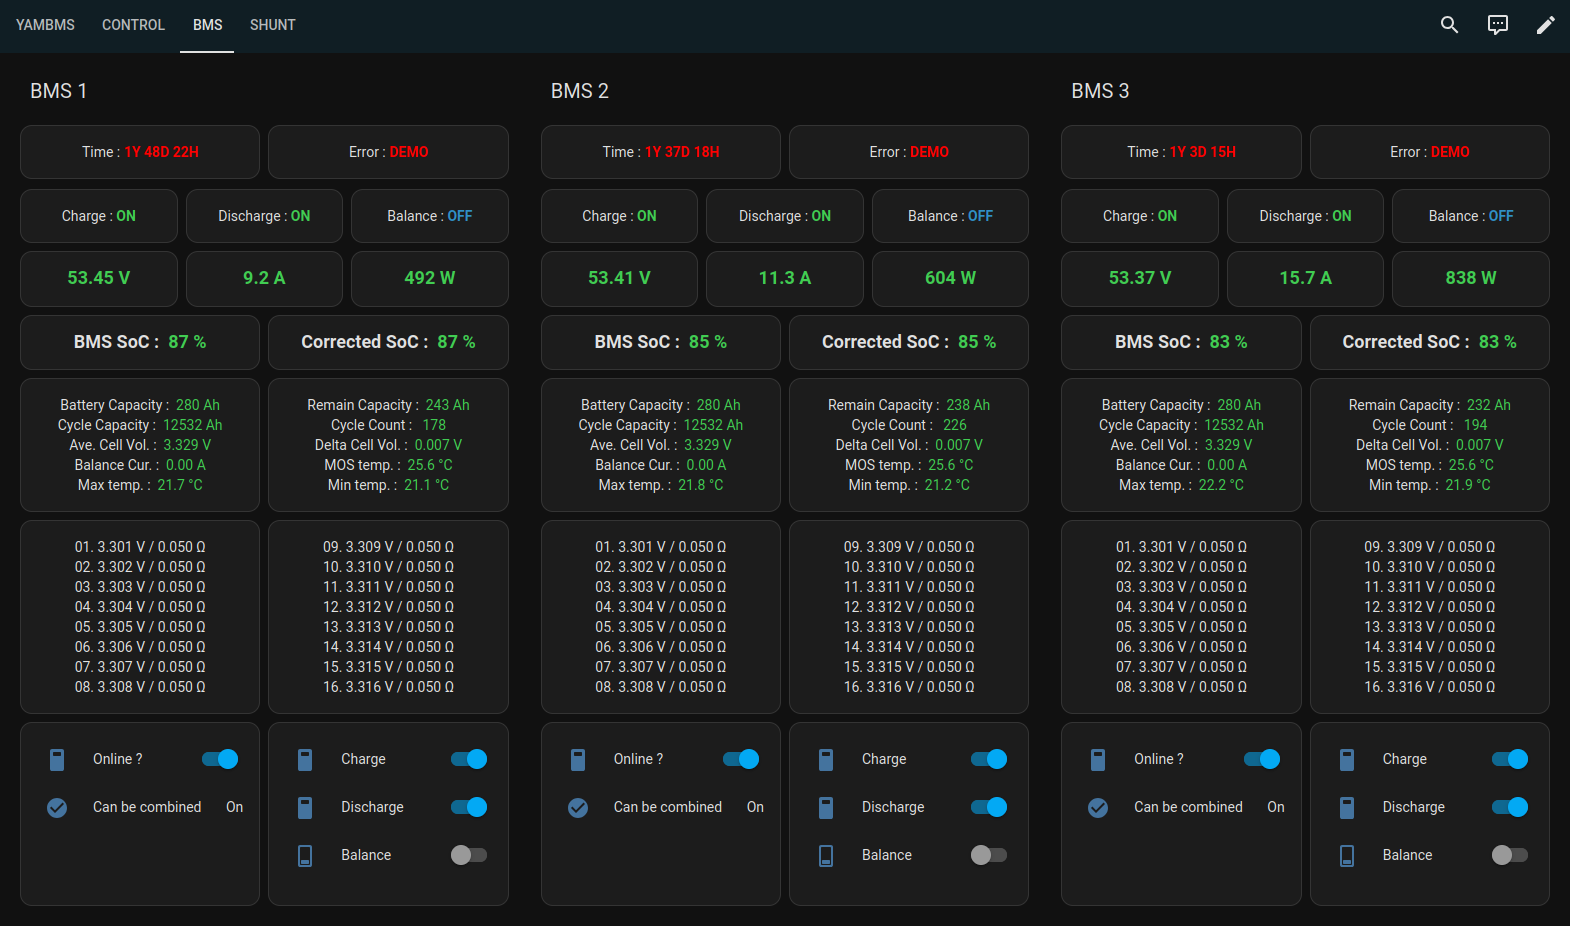 YAMBMS CONTROL BMS SHUNT
BMS 1
Time : 1Y 48D 22H
Error : DEMO
Charge : ON
Discharge : ON
Balance : OFF
53.45 V
9.2 A
492 W
BMS SoC : 87 %
Corrected SoC : 87 %
Battery Capacity : 280 Ah
Cycle Capacity : 12532 Ah
Ave. Cell Vol. : 3.329 V
Balance Cur. : 0.00 A
Max temp. : 21.7 °C
Remain Capacity : 243 Ah
Cycle Count : 178
Delta Cell Vol. : 0.007 V
MOS temp. : 25.6 °C
Min temp. : 21.1 °C
01. 3.301 V / 0.050 Ω
02. 3.302 V / 0.050 Ω
03. 3.303 V / 0.050 Ω
04. 3.304 V / 0.050 Ω
05. 3.305 V / 0.050 Ω
06. 3.306 V / 0.050 Ω
07. 3.307 V / 0.050 Ω
08. 3.308 V / 0.050 Ω
09. 3.309 V / 0.050 Ω
10. 3.310 V / 0.050 Ω
11. 3.311 V / 0.050 Ω
12. 3.312 V / 0.050 Ω
13. 3.313 V / 0.050 Ω
14. 3.314 V / 0.050 Ω
15. 3.315 V / 0.050 Ω
16. 3.316 V / 0.050 Ω
Online ?
Can be combined On
Charge
Discharge
Balance
BMS 2
Time : 1Y 37D 18H
Error : DEMO
Charge : ON
Discharge : ON
Balance : OFF
53.41 V
11.3 A
604 W
BMS SoC : 85 %
Corrected SoC : 85 %
Battery Capacity : 280 Ah
Cycle Capacity : 12532 Ah
Ave. Cell Vol. : 3.329 V
Balance Cur. : 0.00 A
Max temp. : 21.8 °C
Remain Capacity : 238 Ah
Cycle Count : 226
Delta Cell Vol. : 0.007 V
MOS temp. : 25.6 °C
Min temp. : 21.2 °C
01. 3.301 V / 0.050 Ω
02. 3.302 V / 0.050 Ω
03. 3.303 V / 0.050 Ω
04. 3.304 V / 0.050 Ω
05. 3.305 V / 0.050 Ω
06. 3.306 V / 0.050 Ω
07. 3.307 V / 0.050 Ω
08. 3.308 V / 0.050 Ω
09. 3.309 V / 0.050 Ω
10. 3.310 V / 0.050 Ω
11. 3.311 V / 0.050 Ω
12. 3.312 V / 0.050 Ω
13. 3.313 V / 0.050 Ω
14. 3.314 V / 0.050 Ω
15. 3.315 V / 0.050 Ω
16. 3.316 V / 0.050 Ω
Online ?
Can be combined On
Charge
Discharge
Balance
BMS 3
Time : 1Y 3D 15H
Error : DEMO
Charge : ON
Discharge : ON
Balance : OFF
53.37 V
15.7 A
838 W
BMS SoC : 83 %
Corrected SoC : 83 %
Battery Capacity : 280 Ah
Cycle Capacity : 12532 Ah
Ave. Cell Vol. : 3.329 V
Balance Cur. : 0.00 A
Max temp. : 22.2 °C
Remain Capacity : 232 Ah
Cycle Count : 194
Delta Cell Vol. : 0.007 V
MOS temp. : 25.6 °C
Min temp. : 21.9 °C
01. 3.301 V / 0.050 Ω
02. 3.302 V / 0.050 Ω
03. 3.303 V / 0.050 Ω
04. 3.304 V / 0.050 Ω
05. 3.305 V / 0.050 Ω
06. 3.306 V / 0.050 Ω
07. 3.307 V / 0.050 Ω
08. 3.308 V / 0.050 Ω
09. 3.309 V / 0.050 Ω
10. 3.310 V / 0.050 Ω
11. 3.311 V / 0.050 Ω
12. 3.312 V / 0.050 Ω
13. 3.313 V / 0.050 Ω
14. 3.314 V / 0.050 Ω
15. 3.315 V / 0.050 Ω
16. 3.316 V / 0.050 Ω
Online ?
Can be combined On
Charge
Discharge
Balance